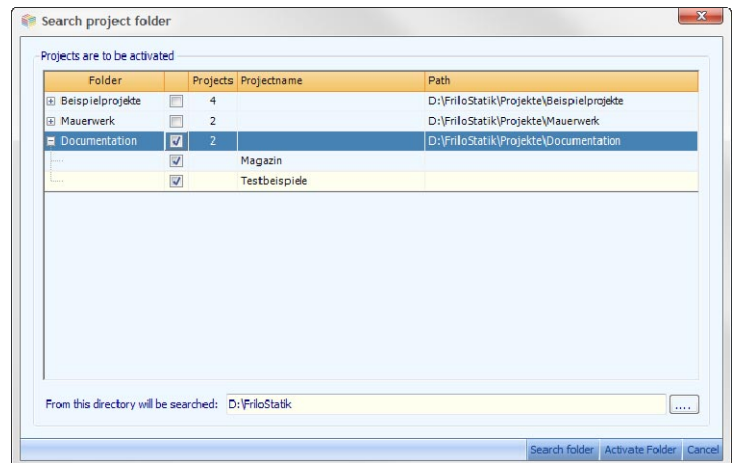 Search project folder
Projects are to be activated
Folder Projects Projectname Path
Beispielprojekte 4 D:\FriloStatik\Projekte\Beispielprojekte
Mauerwerk 2 D:\FriloStatik\Projekte\Mauerwerk
Documentation 2 D:\FriloStatik\Projekte\Documentation
Magazin
Testbeispiele
From this directory will be searched: D:\FriloStatik ....
Search folder Activate Folder Cancel